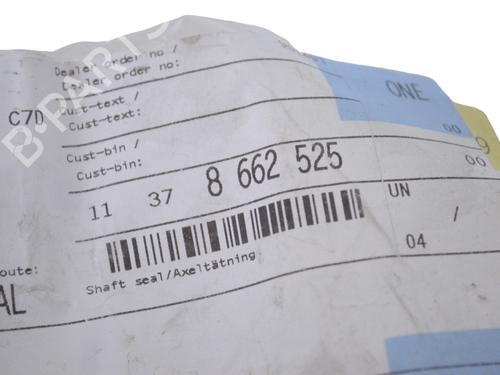 Dealer order no /
Dealer order no:
C7D
Cust-text /
Cust-text:
ONE
Cust-bin /
Cust-bin:
00 9
00
11 37 8 662 525
UN
/
04
Shaft seal/Axeltätning
oute:
AL
B-PARTS